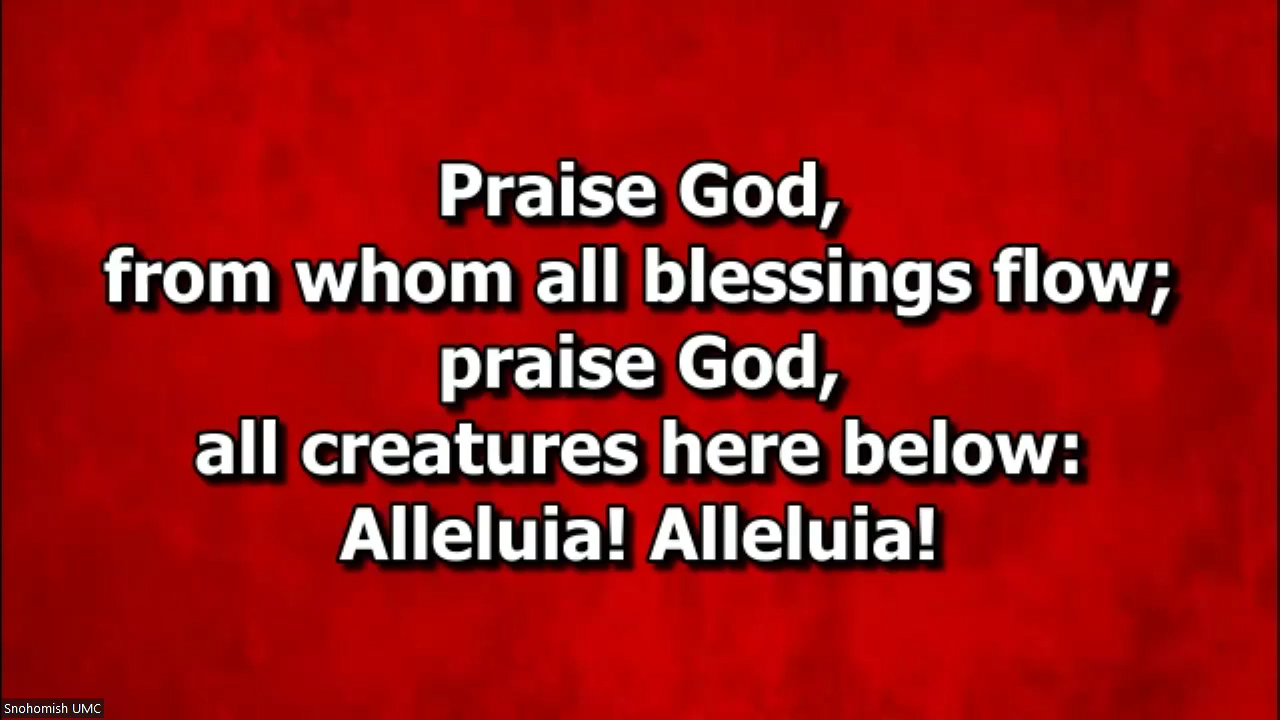 Praise God,
from whom all blessings flow;
praise God,
all creatures here below:
Alleluia! Alleluia!
Snohomish UMC